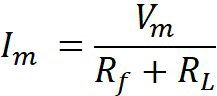 I_m = V_m / (R_f + R_L)